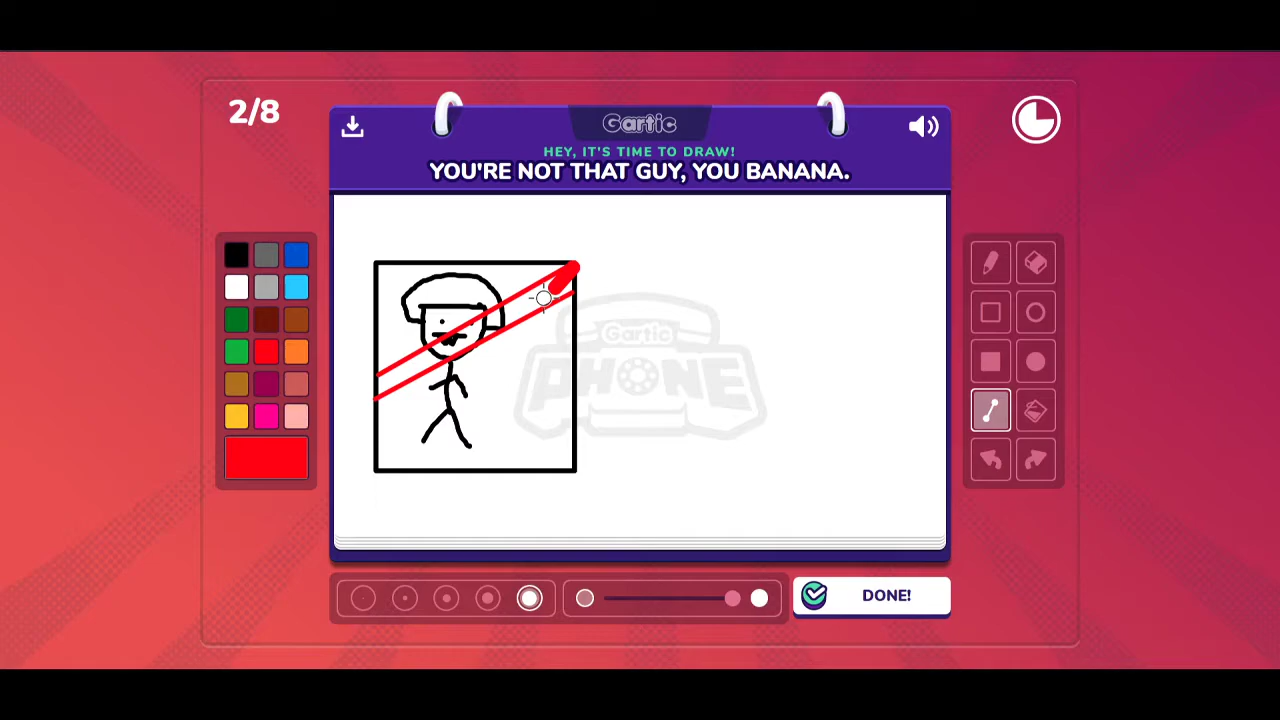 2/8
Gartic
HEY, IT'S TIME TO DRAW!
YOU'RE NOT THAT GUY, YOU BANANA.
Gartic
PHONE
DONE!